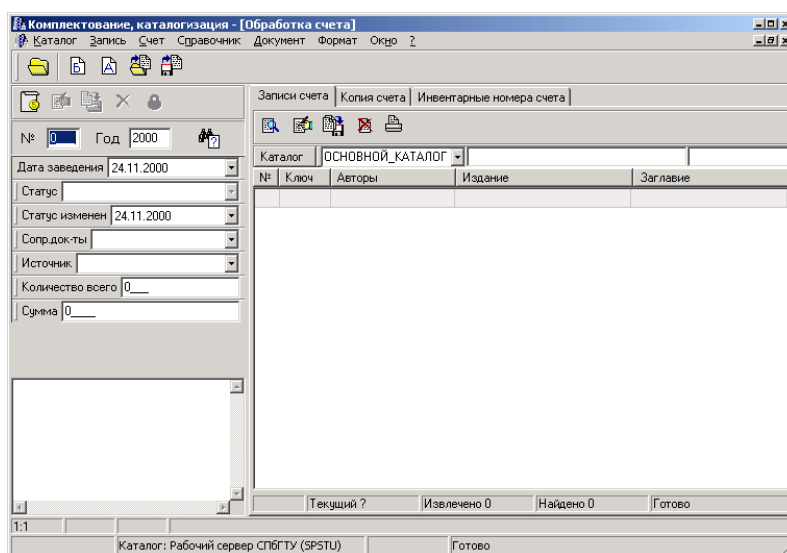 Комплектование, каталогизация - [Обработка счета]
Каталог Запись Счет Справочник Документ Формат Окно ?
Б А
Записи счета Копия счета Инвентарные номера счета
№ 0 Год 2000
Каталог ОСНОВНОЙ_КАТАЛОГ
Дата заведения 24.11.2000
№ Ключ Авторы Издание Заглавие
Статус
Статус изменен 24.11.2000
Сопр.док-ты
Источник
Количество всего 0___
Сумма 0____
Текущий ? Извлечено 0 Найдено 0 Готово
1:1
Каталог: Рабочий сервер СПбГТУ (SPSTU) Готово